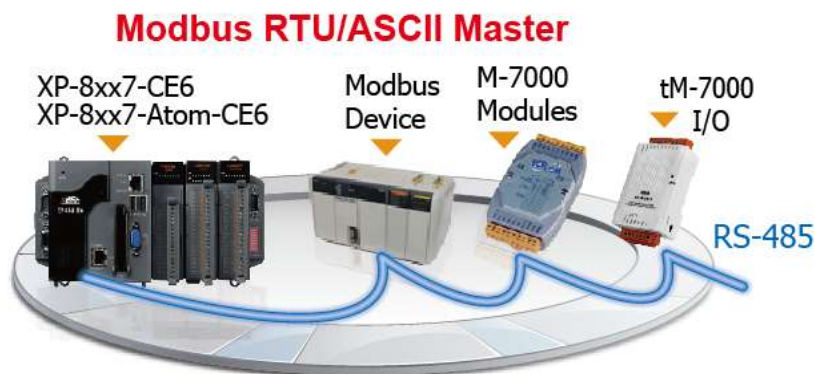 Modbus RTU/ASCII Master
XP-8xx7-CE6
XP-8xx7-Atom-CE6
Modbus
Device
M-7000
Modules
tM-7000
I/O
RS-485